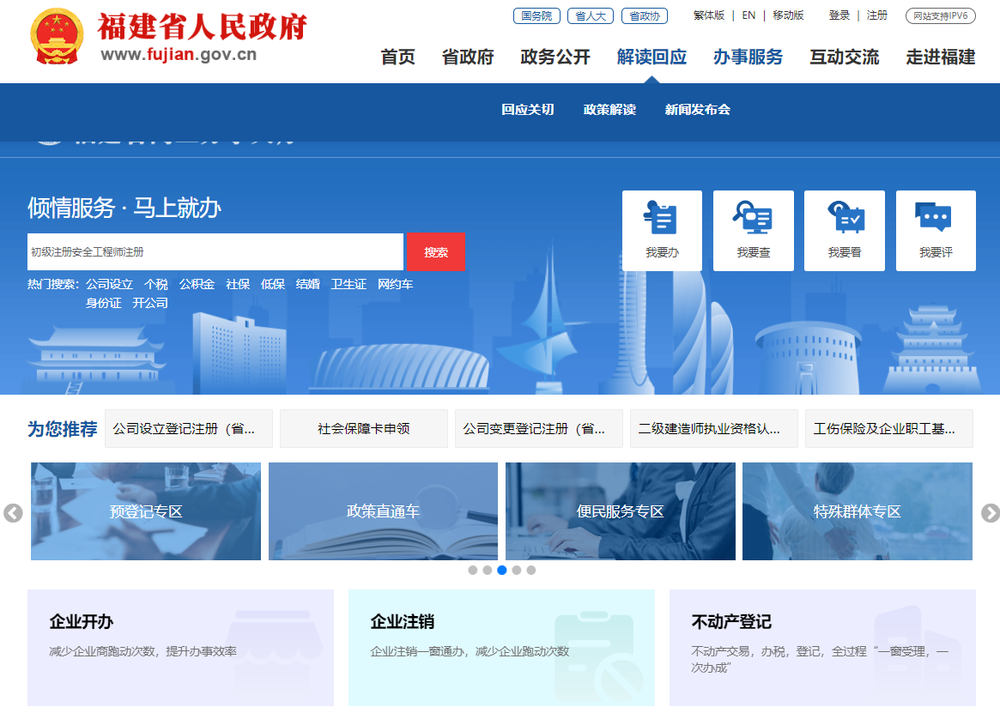 福建省人民政府
www.fujian.gov.cn
国务院 省人大 省政协 繁体版 | EN | 移动版 登录 | 注册 网站支持IPV6
首页 省政府 政务公开 解读回应 办事服务 互动交流 走进福建
回应关切 政策解读 新闻发布会
倾情服务 · 马上就办
初级注册安全工程师注册 搜索
热门搜索: 公司设立 个税 公积金 社保 低保 结婚 卫生证 网约车
身份证 开公司
我要办 我要查 我要看 我要评
为您推荐 公司设立登记注册（省... 社会保障卡申领 公司变更登记注册（省... 二级建造师执业资格认... 工伤保险及企业职工基...
预登记专区 政策直通车 便民服务专区 特殊群体专区
企业开办
减少企业商跑动次数，提升办事效率
企业注销
企业注销一窗通办，减少企业跑动次数
不动产登记
不动产交易，办税，登记，全过程“一窗受理，一
次办成”